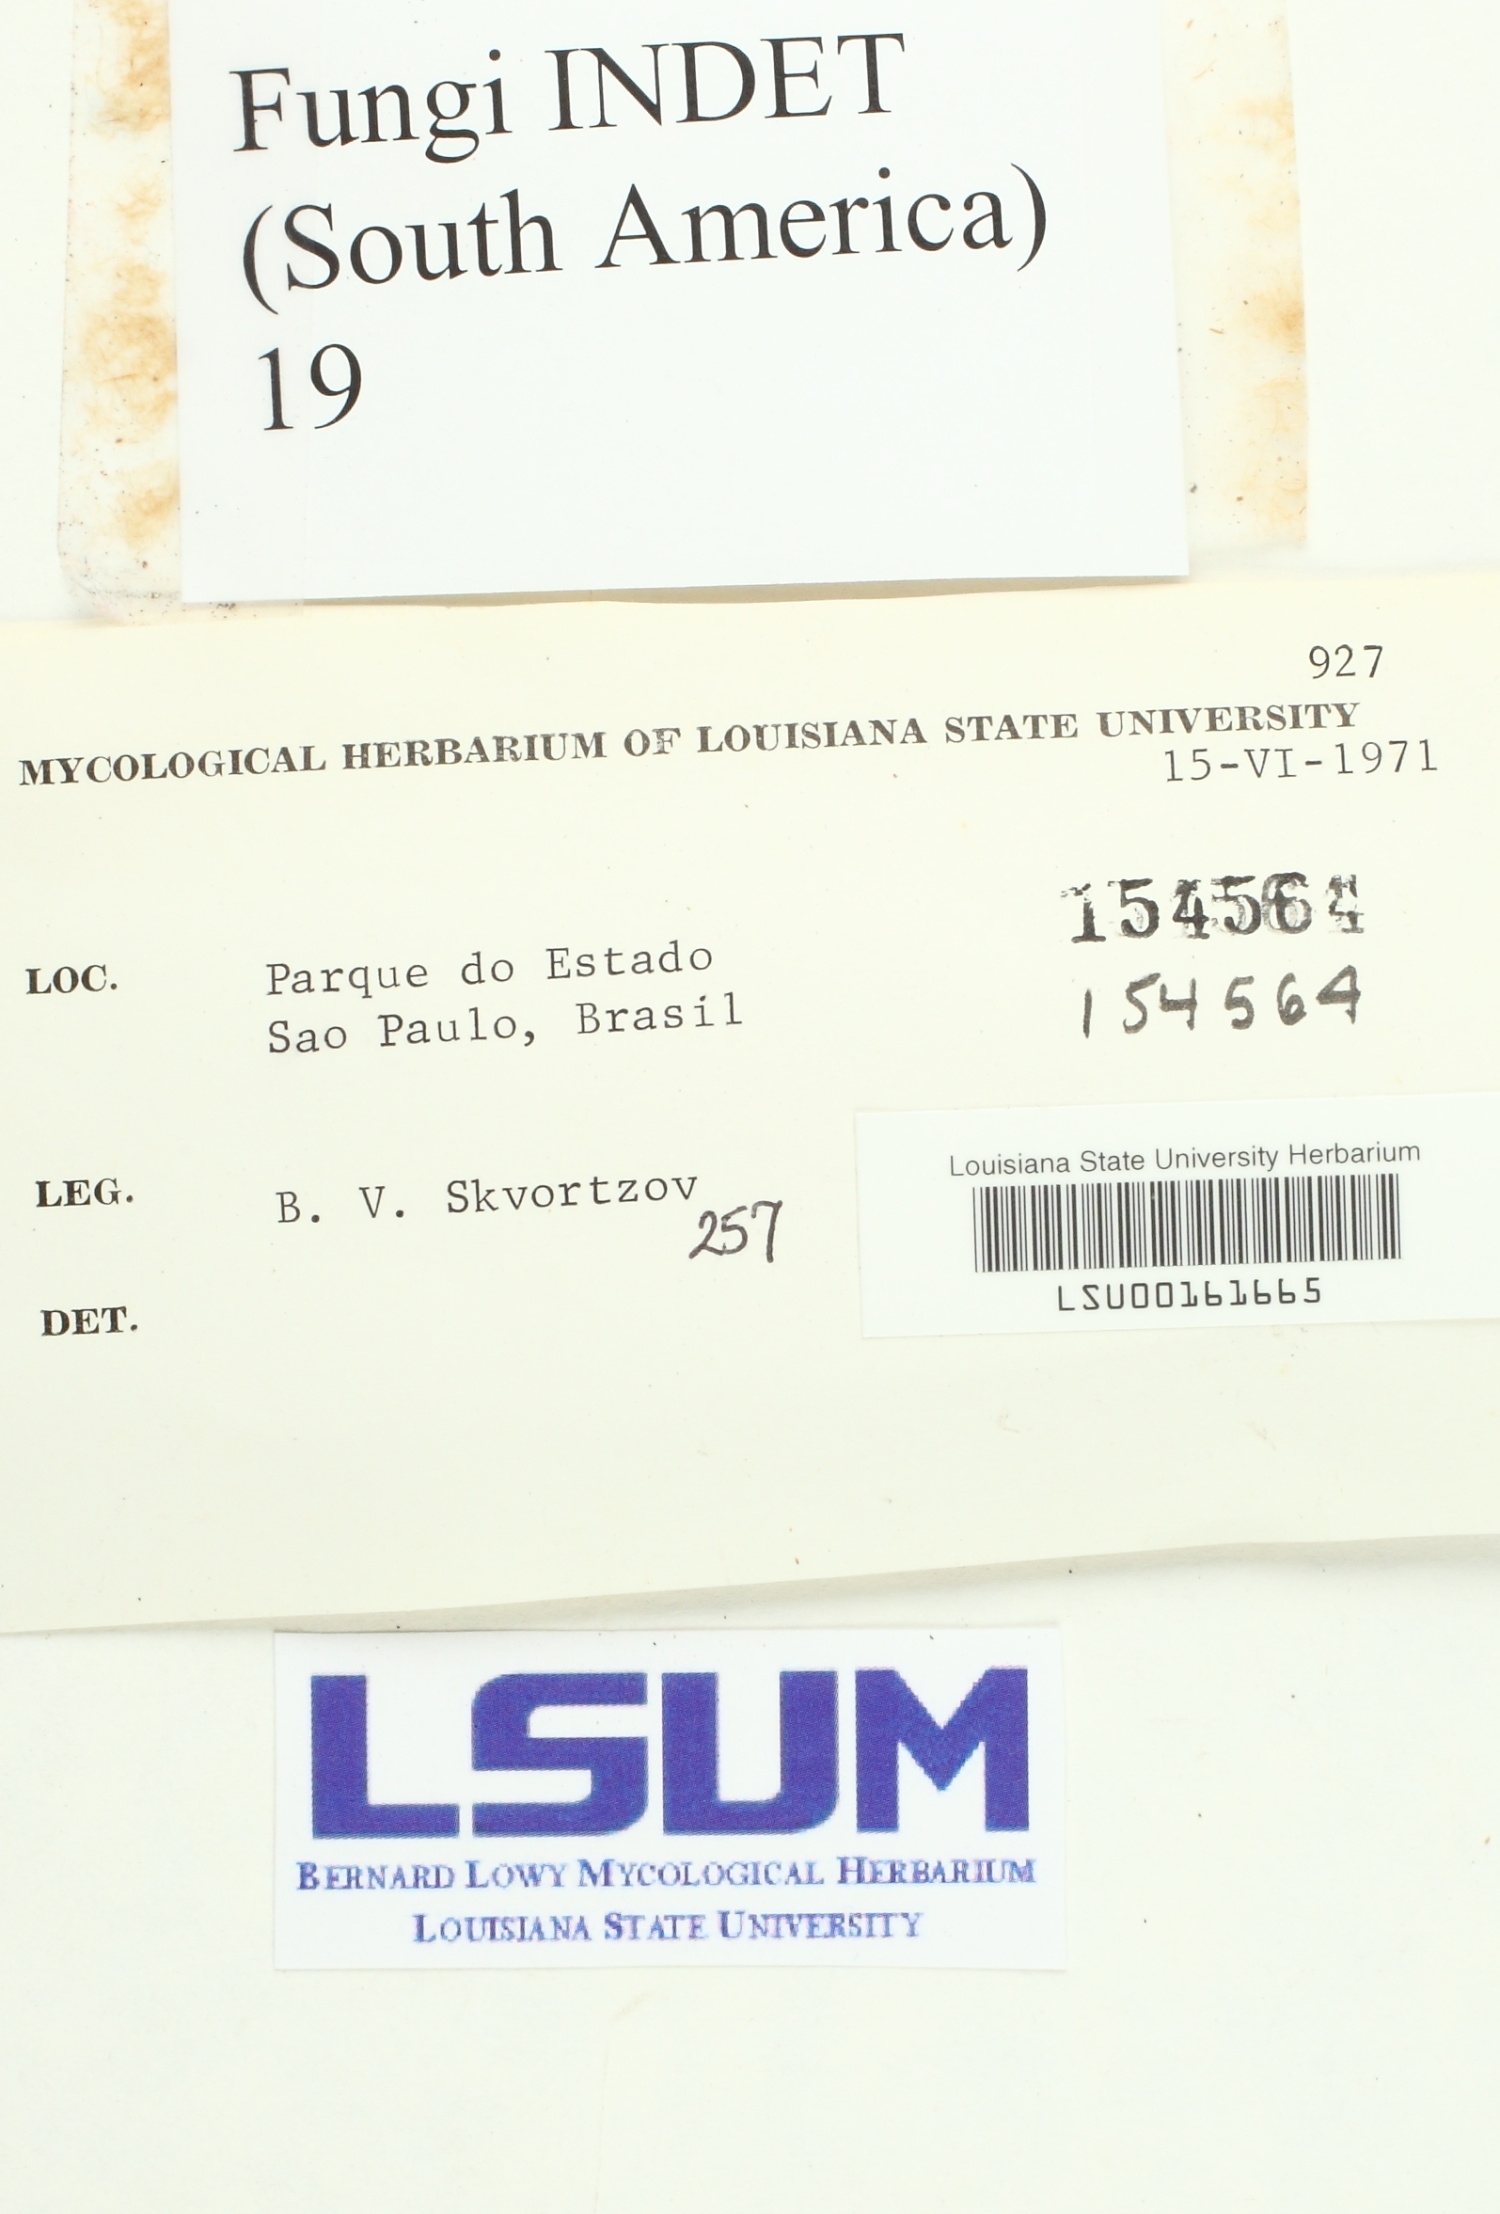 Fungi INDET
(South America)
19
927
MYCOLOGICAL HERBARIUM OF LOUISIANA STATE UNIVERSITY
15-VI-1971
154564
154564
LOC. Parque do Estado
Sao Paulo, Brasil
LEG. B. V. Skvortzov
257
DET.
Louisiana State University Herbarium
LSU00161665
LSUM
BERNARD LOWY MYCOLOGICAL HERBARIUM
LOUISIANA STATE UNIVERSITY